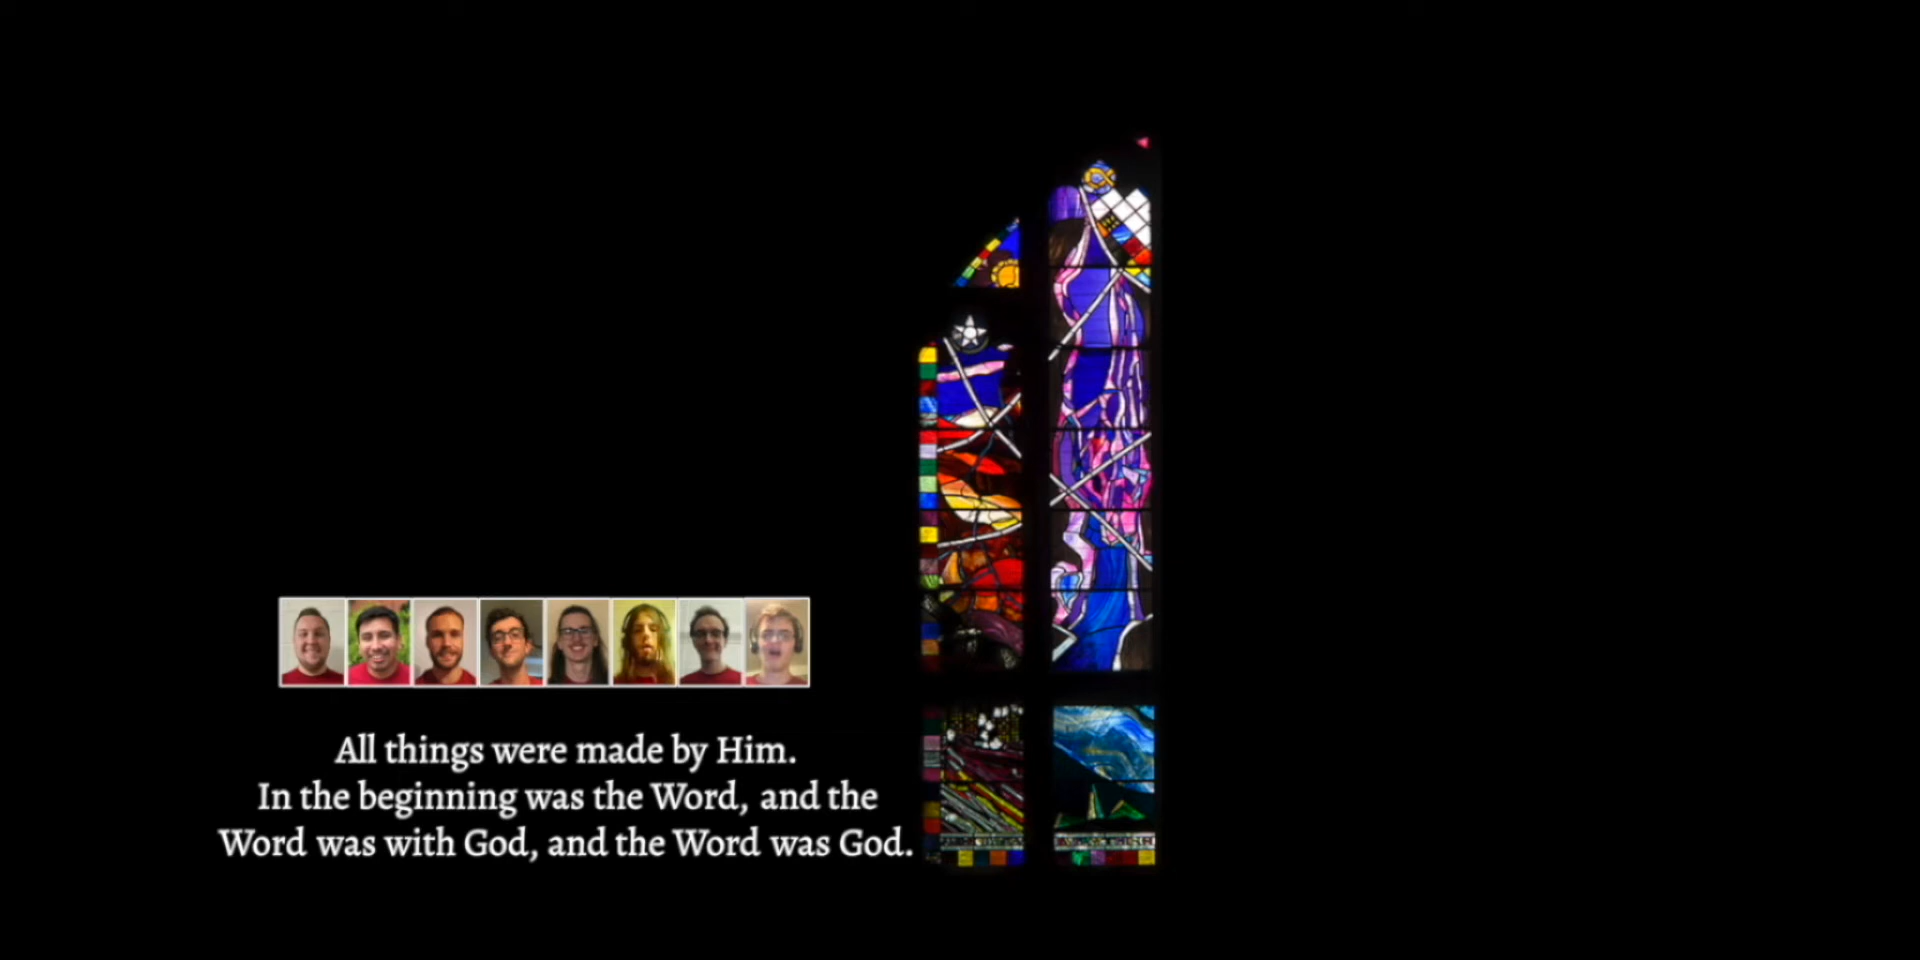 All things were made by Him.
In the beginning was the Word, and the
Word was with God, and the Word was God.